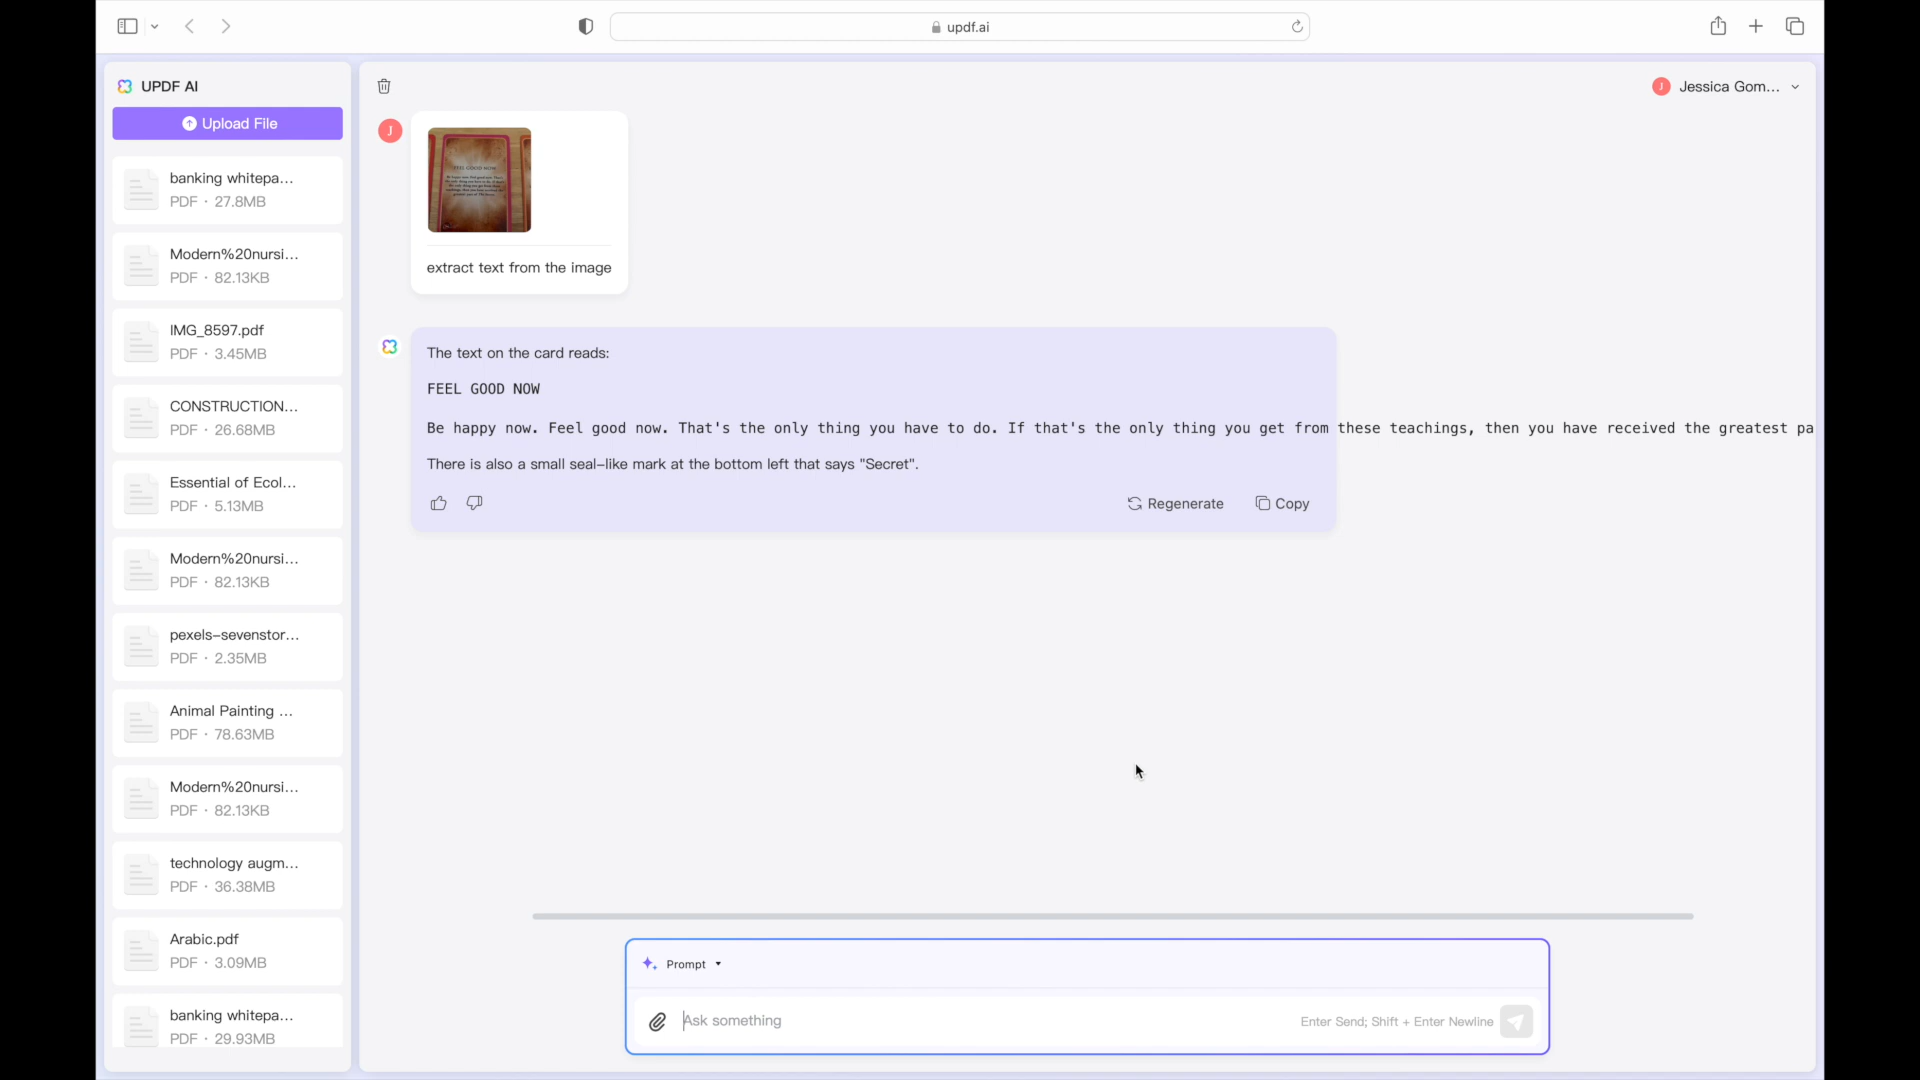 updf.ai
UPDF AI
Upload File
banking whitepa...
PDF · 27.8MB
Modern%20nursi...
PDF · 82.13KB
IMG_8597.pdf
PDF · 3.45MB
CONSTRUCTION...
PDF · 26.68MB
Essential of Ecol...
PDF · 5.13MB
Modern%20nursi...
PDF · 82.13KB
pexels-sevenstor...
PDF · 2.35MB
Animal Painting ...
PDF · 78.63MB
Modern%20nursi...
PDF · 82.13KB
technology augm...
PDF · 36.38MB
Arabic.pdf
PDF · 3.09MB
banking whitepa...
PDF · 29.93MB
J Jessica Gom...
J
FEEL GOOD NOW
extract text from the image
The text on the card reads:
FEEL GOOD NOW
Be happy now. Feel good now. That's the only thing you have to do. If that's the only thing you get from these teachings, then you have received the greatest pa
There is also a small seal-like mark at the bottom left that says "Secret".
Regenerate Copy
Prompt
Ask something
Enter Send; Shift + Enter Newline